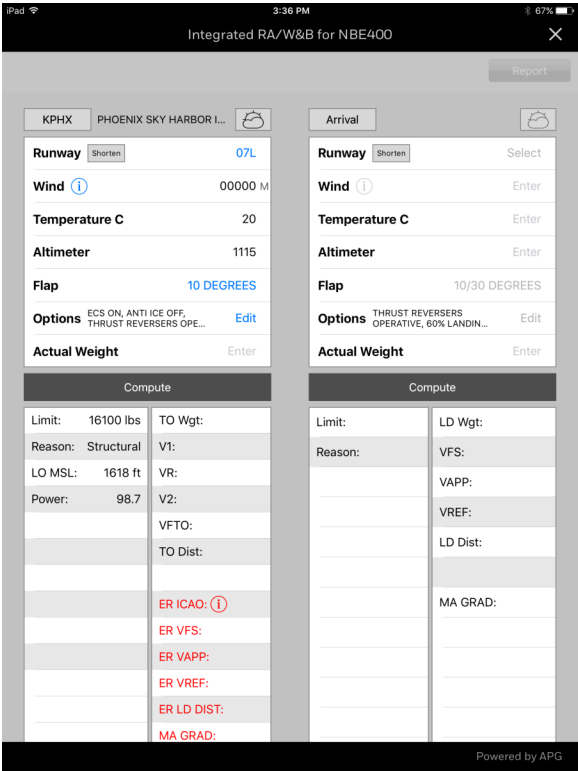 iPad 3:36 PM 67%
Integrated RA/W&B for NBE400
Report
KPHX PHOENIX SKY HARBOR I...
Runway Shorten 07L
Wind i 00000 M
Temperature C 20
Altimeter 1115
Flap 10 DEGREES
Options ECS ON, ANTI ICE OFF,
THRUST REVERSERS OPE... Edit
Actual Weight Enter
Compute
Limit: 16100 lbs
Reason: Structural
LO MSL: 1618 ft
Power: 98.7
TO Wgt:
V1:
VR:
V2:
VFTO:
TO Dist:
ER ICAO: i
ER VFS:
ER VAPP:
ER VREF:
ER LD DIST:
MA GRAD:
Arrival
Runway Shorten Select
Wind i Enter
Temperature C Enter
Altimeter Enter
Flap 10/30 DEGREES
Options THRUST REVERSERS
OPERATIVE, 60% LANDIN... Edit
Actual Weight Enter
Compute
Limit:
Reason:
LD Wgt:
VFS:
VAPP:
VREF:
LD Dist:
MA GRAD:
Powered by APG